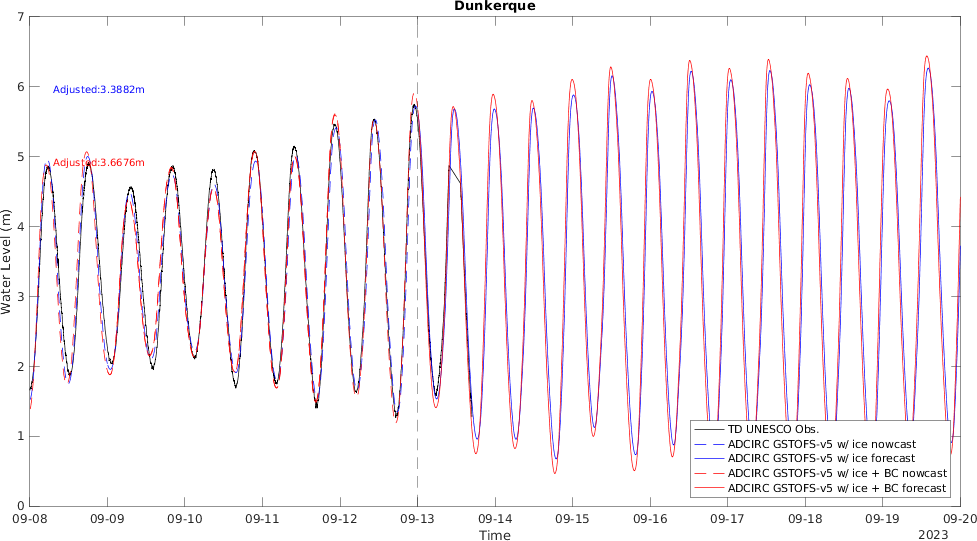 Dunkerque
7
6
5
4
3
2
1
0
Water Level (m)
Adjusted:3.3882m
Adjusted:3.6676m
TD UNESCO Obs.
ADCIRC GSTOFS-v5 w/ ice nowcast
ADCIRC GSTOFS-v5 w/ ice forecast
ADCIRC GSTOFS-v5 w/ ice + BC nowcast
ADCIRC GSTOFS-v5 w/ ice + BC forecast
09-08 09-09 09-10 09-11 09-12 09-13 09-14 09-15 09-16 09-17 09-18 09-19 09-20
Time
2023